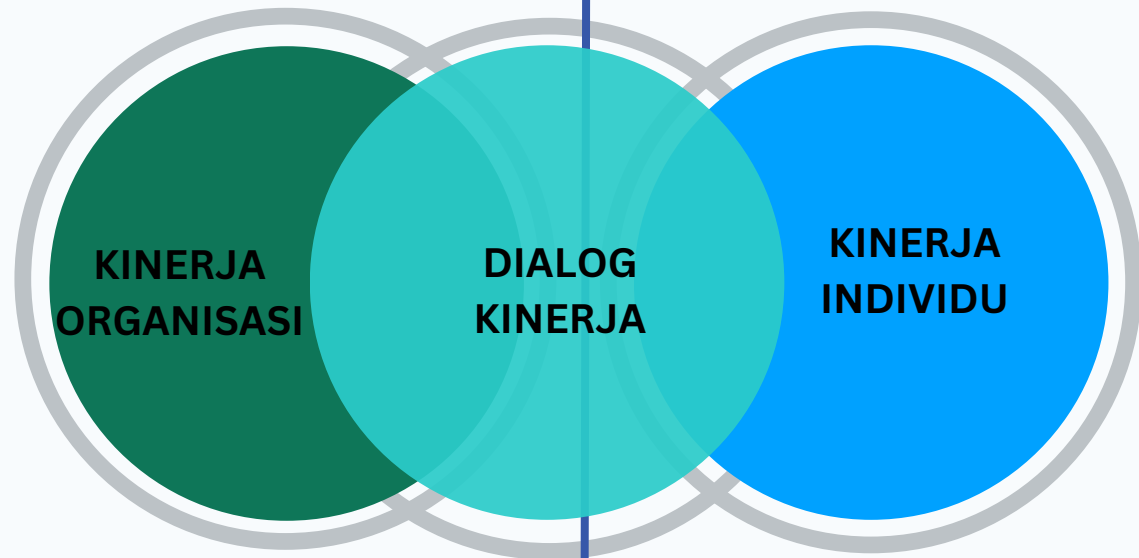 KINERJA
ORGANISASI
DIALOG
KINERJA
KINERJA
INDIVIDU